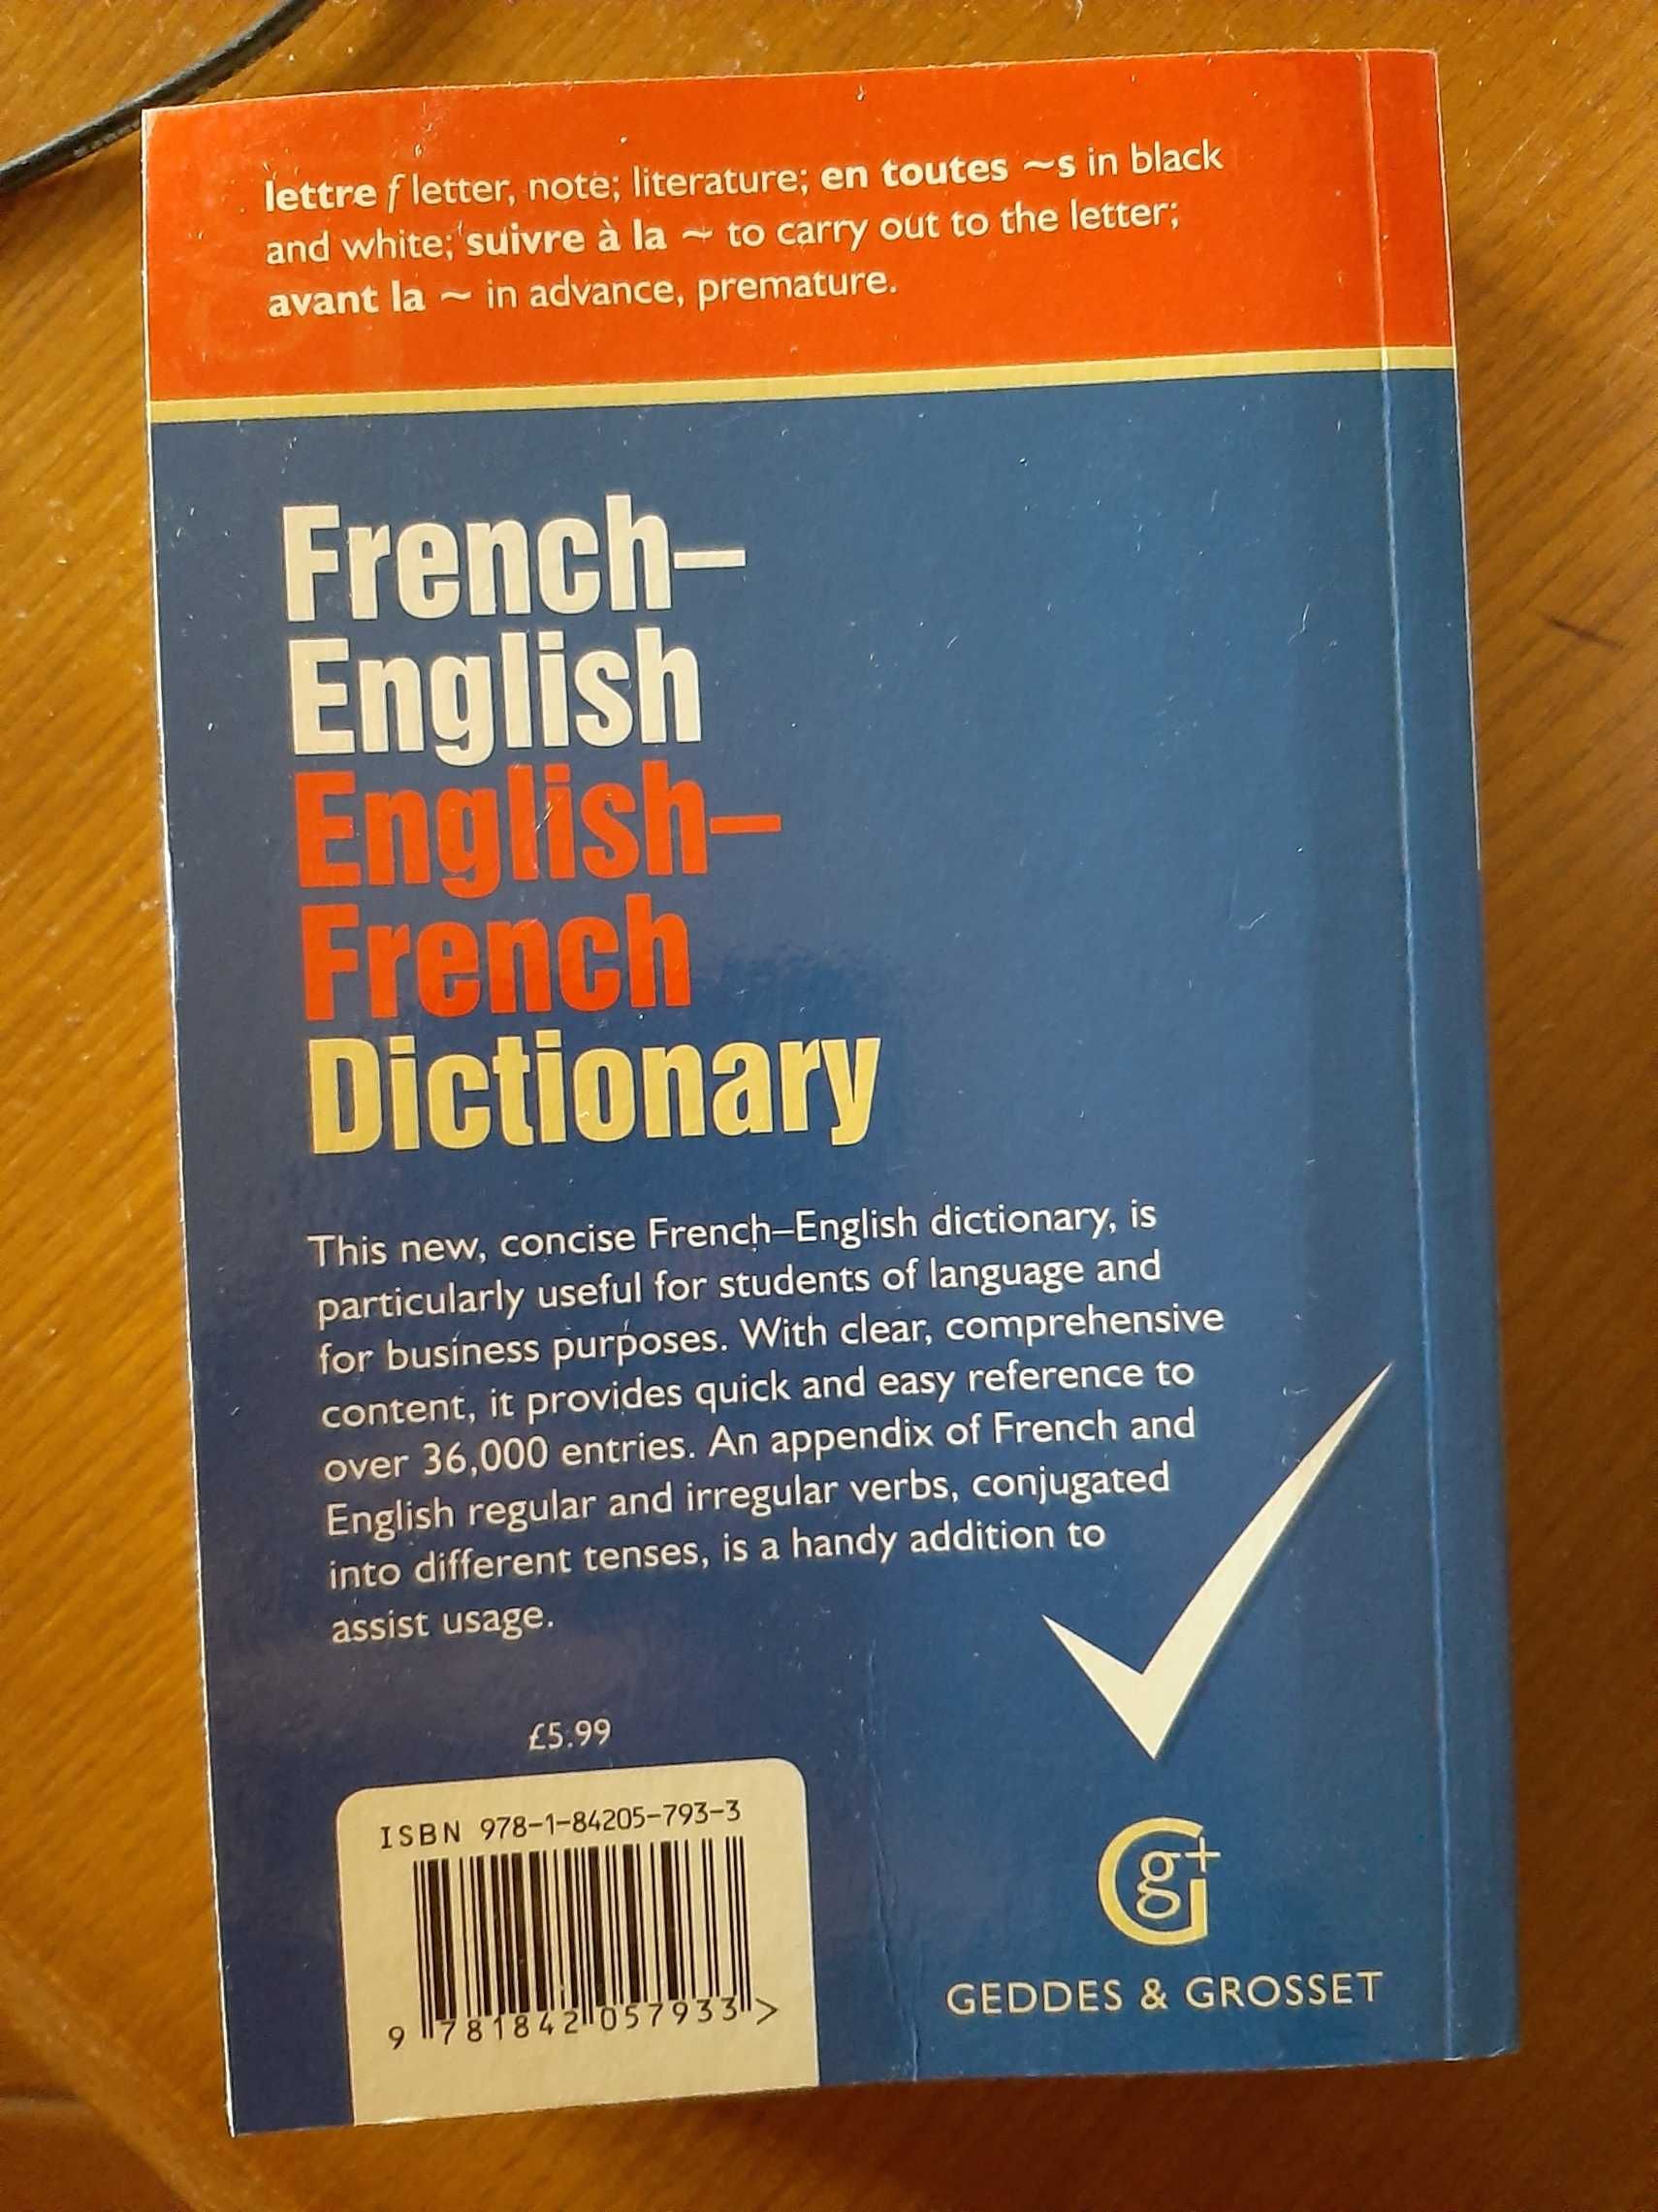 lettre f letter, note; literature; en toutes ~s in black
and white; suivre à la ~ to carry out to the letter;
avant la ~ in advance, premature.
French–
English
English–
French
Dictionary
This new, concise French–English dictionary, is
particularly useful for students of language and
for business purposes. With clear, comprehensive
content, it provides quick and easy reference to
over 36,000 entries. An appendix of French and
English regular and irregular verbs, conjugated
into different tenses, is a handy addition to
assist usage.
£5.99
ISBN 978-1-84205-793-3
9 781842 057933 >
Gg+
GEDDES & GROSSET